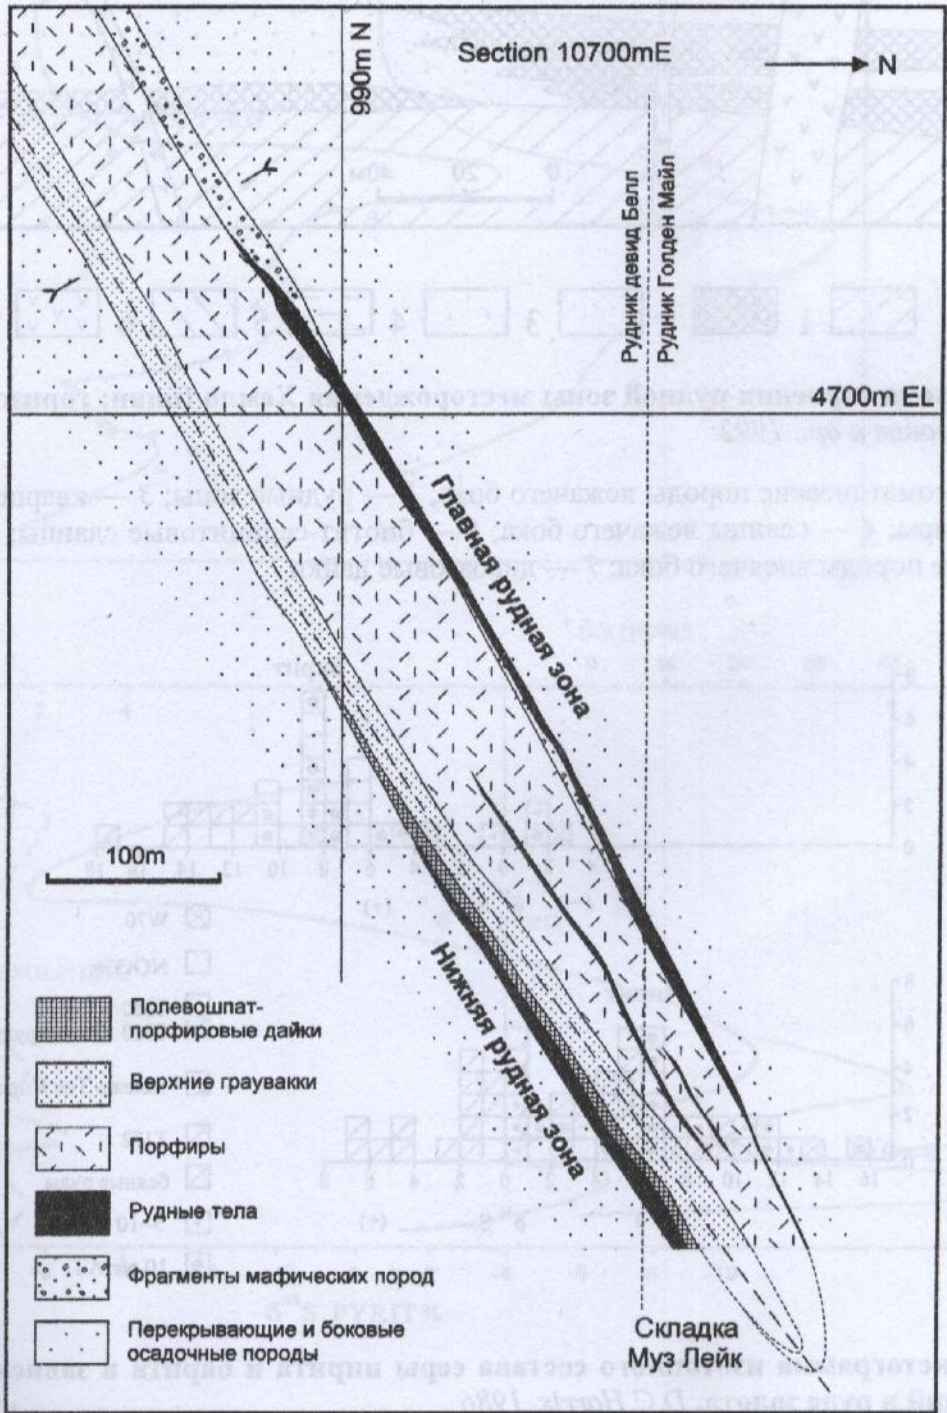 Section 10700mE
N
990m N
Рудник девид Белл
Рудник Голден Майл
4700m EL
Главная рудная зона
100m
Нижняя рудная зона
Полевошпат-
порфировые дайки
Верхние граувакки
Порфиры
Рудные тела
Фрагменты мафических пород
Перекрывающие и боковые
осадочные породы
Складка
Муз Лейк